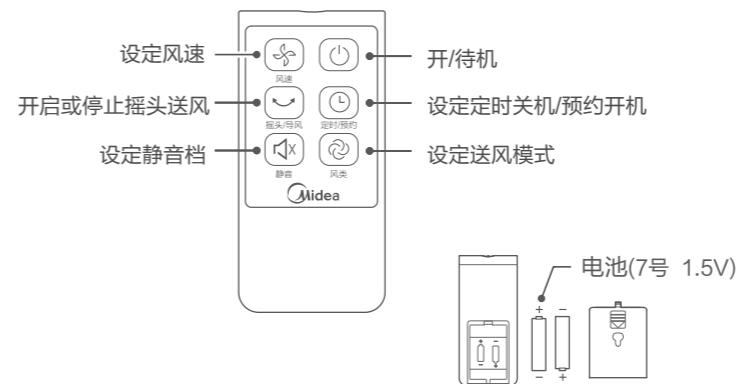 设定风速
开/待机
风速
开启或停止摇头送风
设定定时关机/预约开机
摇头/导风
定时/预约
设定静音档
设定送风模式
静音
风类
Midea
电池(7号 1.5V)
+ −
− +